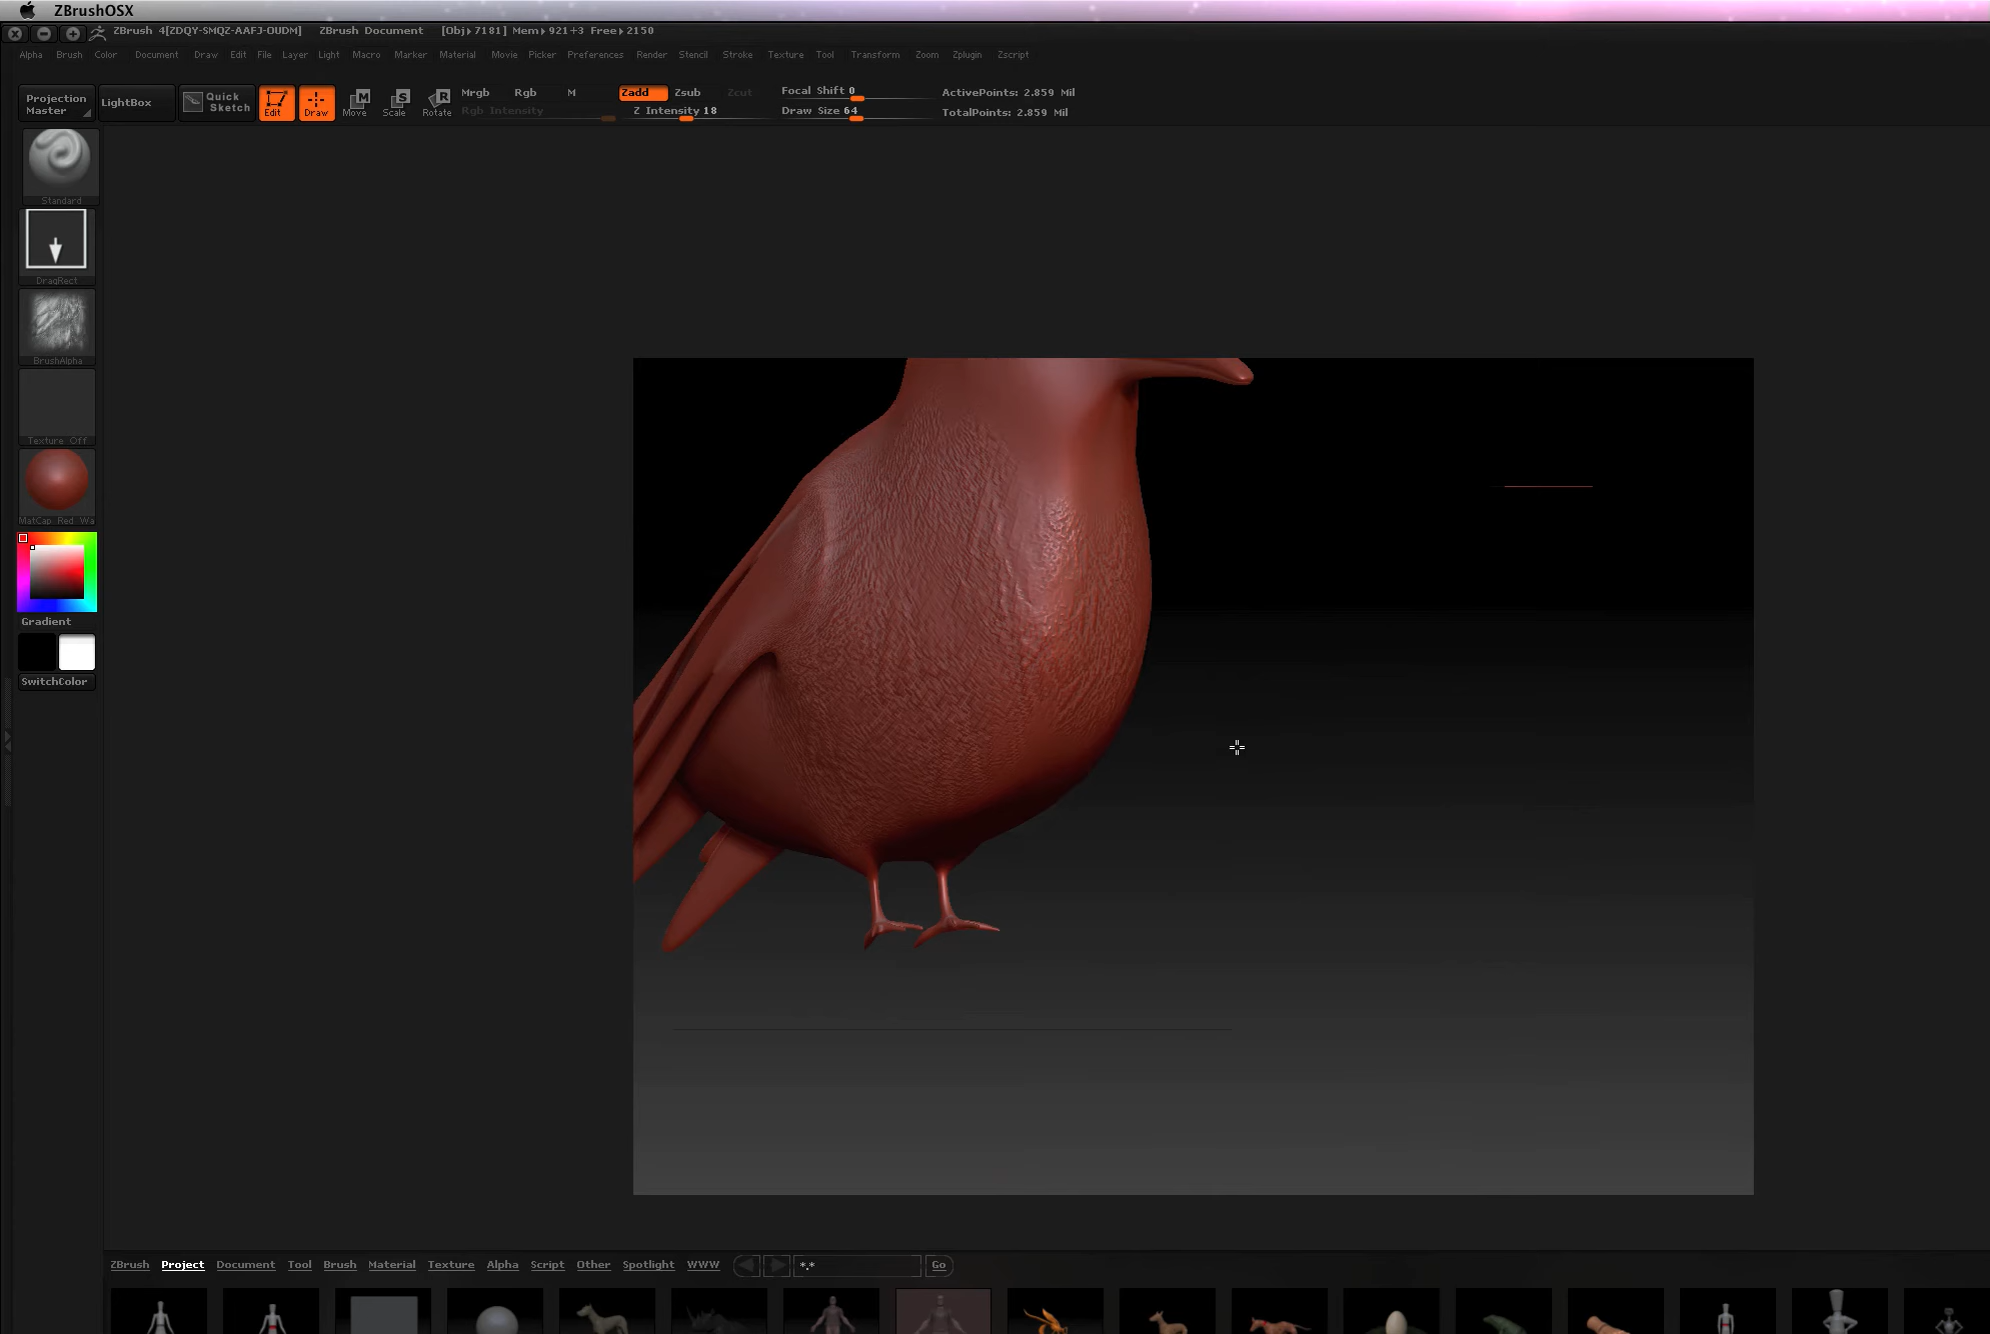 ZBrushOSX
ZBrush 4[ZDQY-SMQZ-AAFJ-OUDM] ZBrush Document [Obj▸7181] Mem▸921+3 Free▸2150
Alpha Brush Color Document Draw Edit File Layer Light Macro Marker Material Movie Picker Preferences Render Stencil Stroke Texture Tool Transform Zoom Zplugin Zscript
Projection Master
LightBox
Quick Sketch
Edit
Draw
Move
Scale
Rotate
Mrgb Rgb M
Rgb Intensity
Zadd Zsub Zcut
Z Intensity 18
Focal Shift 0
Draw Size 64
ActivePoints: 2.859 Mil
TotalPoints: 2.859 Mil
Standard
DragRect
BrushAlpha
Texture Off
MatCap Red Wa
Gradient
SwitchColor
ZBrush Project Document Tool Brush Material Texture Alpha Script Other Spotlight WWW *.* Go